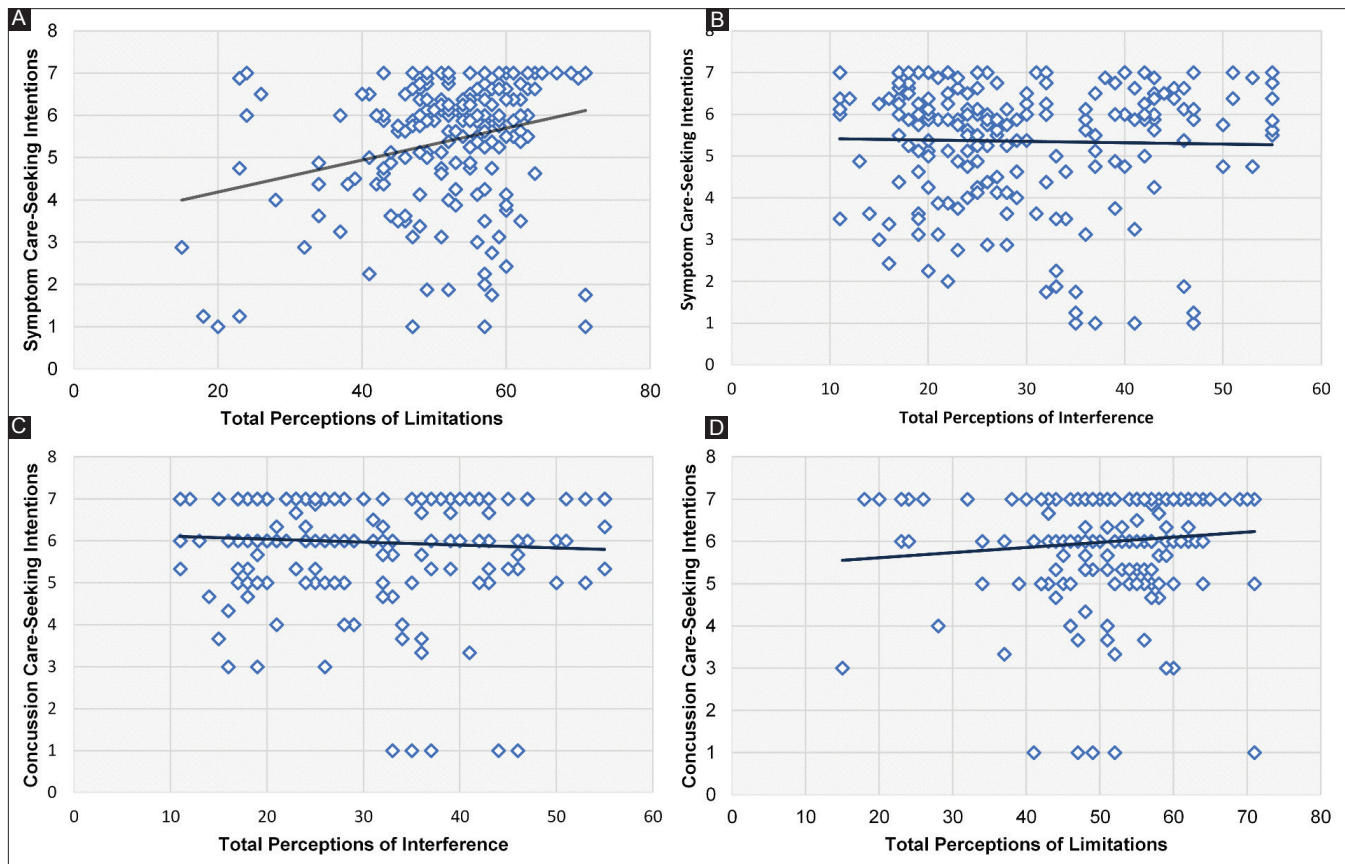 A
Symptom Care-Seeking Intentions
8
7
6
5
4
3
2
1
0
0 20 40 60 80
Total Perceptions of Limitations
B
Symptom Care-Seeking Intentions
8
7
6
5
4
3
2
1
0
0 10 20 30 40 50 60
Total Perceptions of Interference
C
Concussion Care-Seeking Intentions
8
7
6
5
4
3
2
1
0
0 10 20 30 40 50 60
Total Perceptions of Interference
D
Concussion Care-Seeking Intentions
8
7
6
5
4
3
2
1
0
0 10 20 30 40 50 60 70 80
Total Perceptions of Limitations